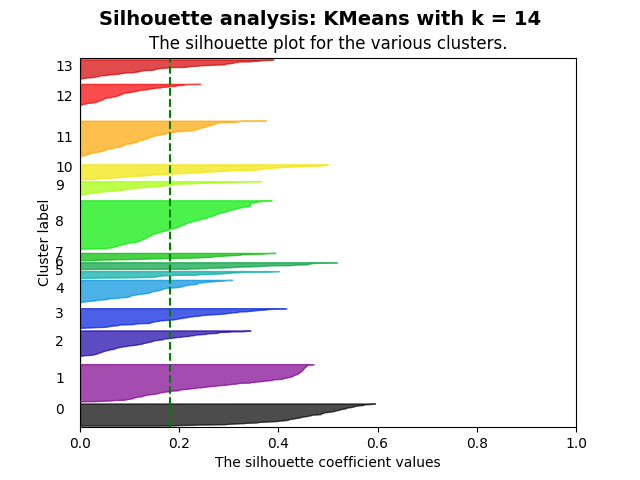 Silhouette analysis: KMeans with k = 14
The silhouette plot for the various clusters.
13
12
11
10
9
8
7
6
5
4
3
2
1
0
Cluster label
0.0 0.2 0.4 0.6 0.8 1.0
The silhouette coefficient values